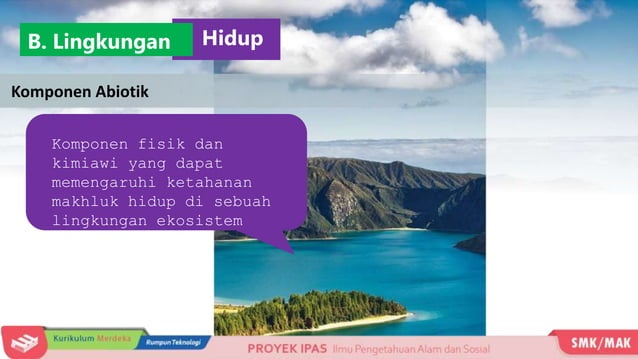 B. Lingkungan Hidup
Komponen Abiotik
Komponen fisik dan
kimiawi yang dapat
memengaruhi ketahanan
makhluk hidup di sebuah
lingkungan ekosistem
Kurikulum Merdeka
Rumpun Teknologi
PROYEK IPAS Ilmu Pengetahuan Alam dan Sosial
SMK/MAK